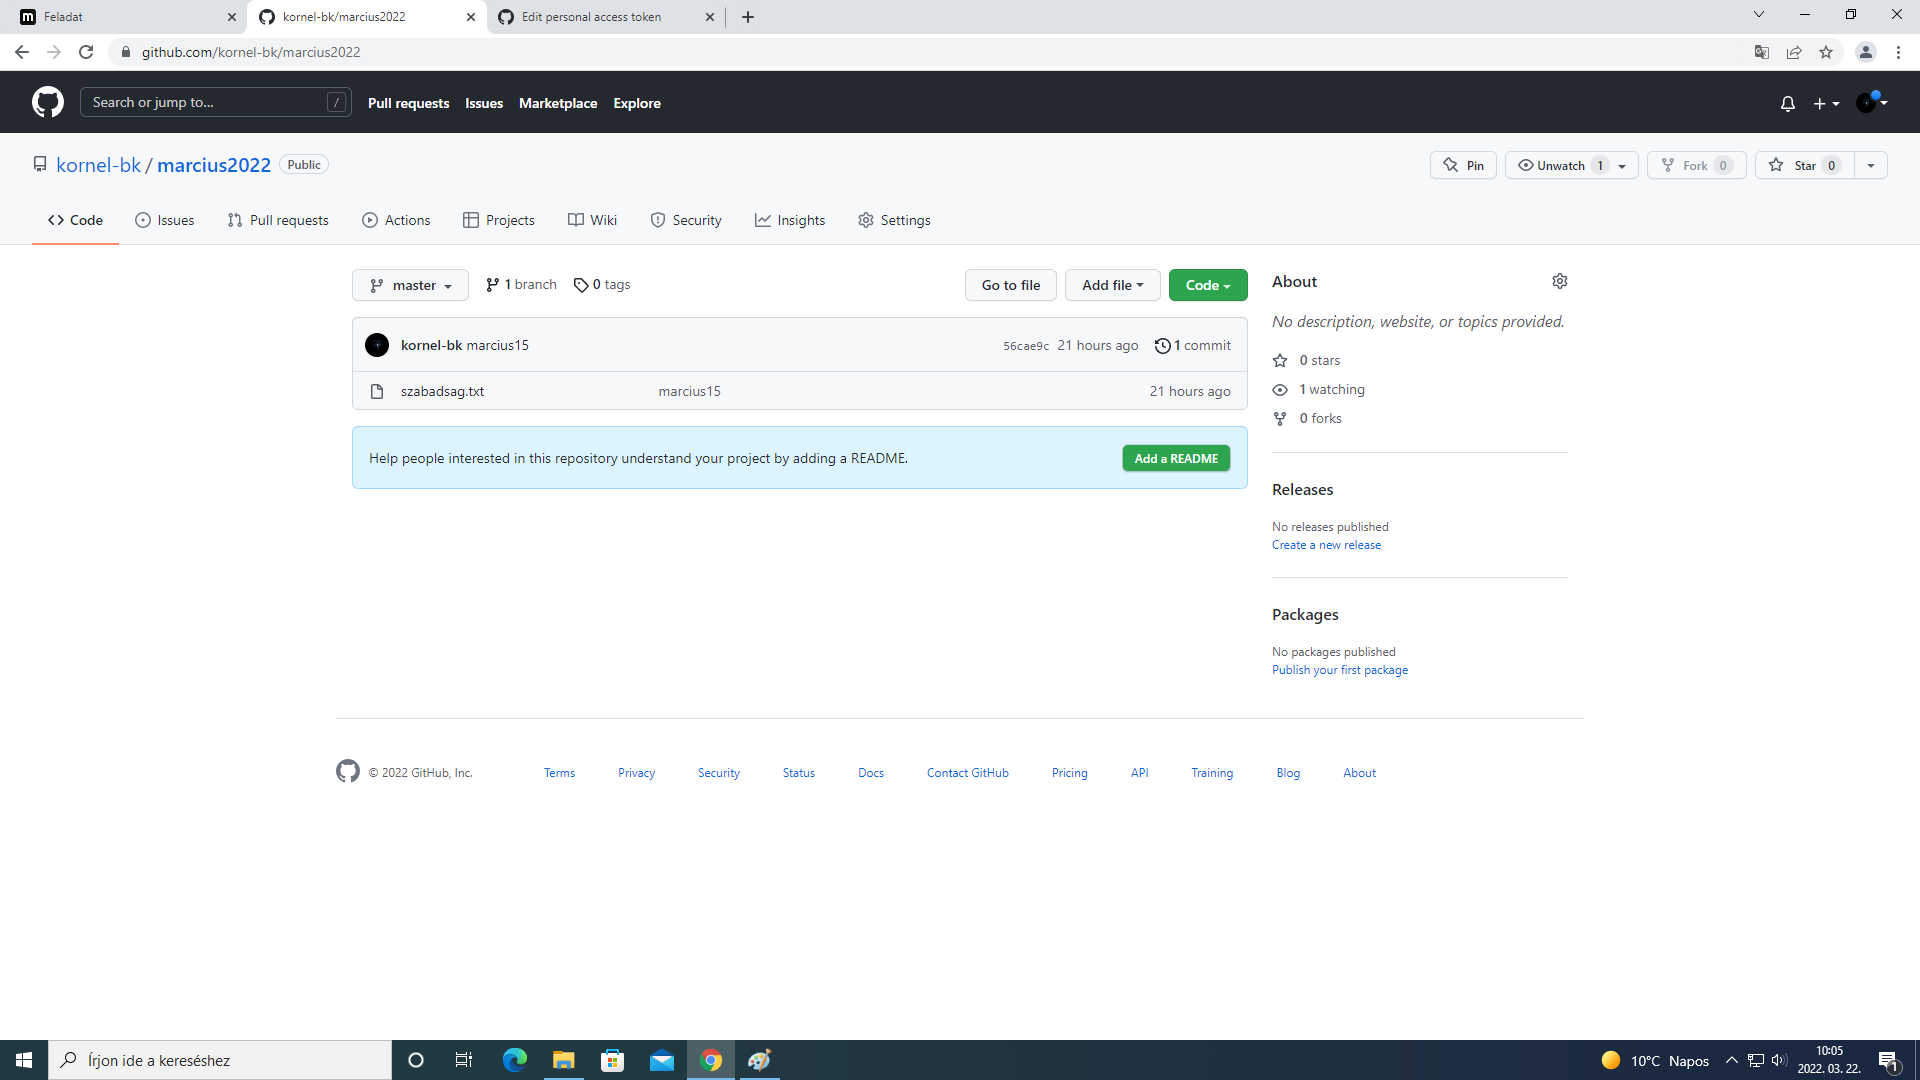 Feladat
kornel-bk/marcius2022
Edit personal access token
github.com/kornel-bk/marcius2022
Search or jump to...
/
Pull requests
Issues
Marketplace
Explore
kornel-bk / marcius2022 Public
Pin
Unwatch 1
Fork 0
Star 0
Code
Issues
Pull requests
Actions
Projects
Wiki
Security
Insights
Settings
master
1 branch
0 tags
Go to file
Add file
Code
kornel-bk marcius15
56cae9c 21 hours ago
1 commit
szabadsag.txt
marcius15
21 hours ago
Help people interested in this repository understand your project by adding a README.
Add a README
About
No description, website, or topics provided.
0 stars
1 watching
0 forks
Releases
No releases published
Create a new release
Packages
No packages published
Publish your first package
© 2022 GitHub, Inc.
Terms
Privacy
Security
Status
Docs
Contact GitHub
Pricing
API
Training
Blog
About
Írjon ide a kereséshez
10°C Napos
10:05
2022. 03. 22.
1